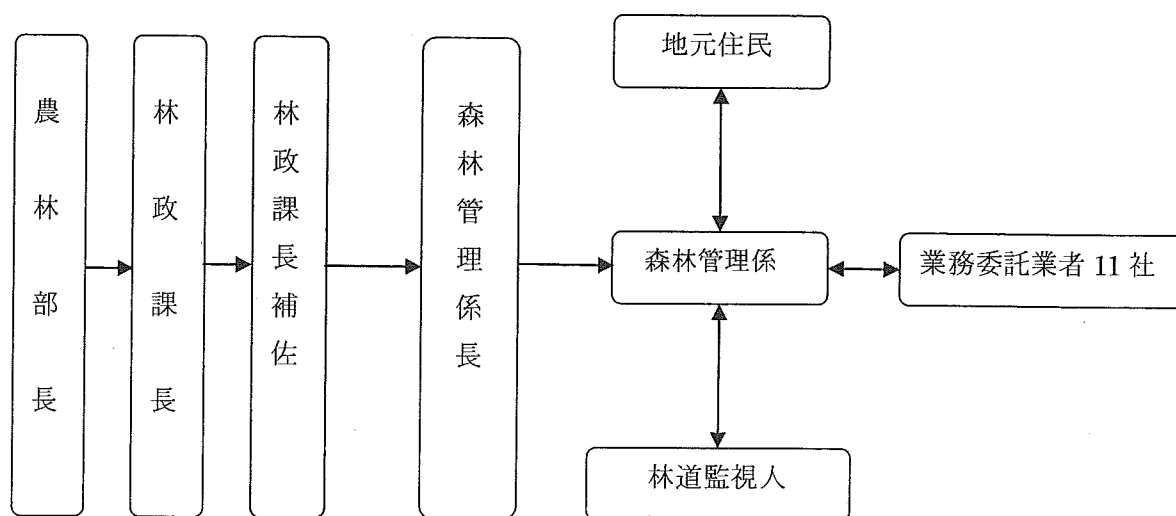 農林部長
林政課長
林政課長補佐
森林管理係長
地元住民
森林管理係
業務委託業者 11 社
林道監視人